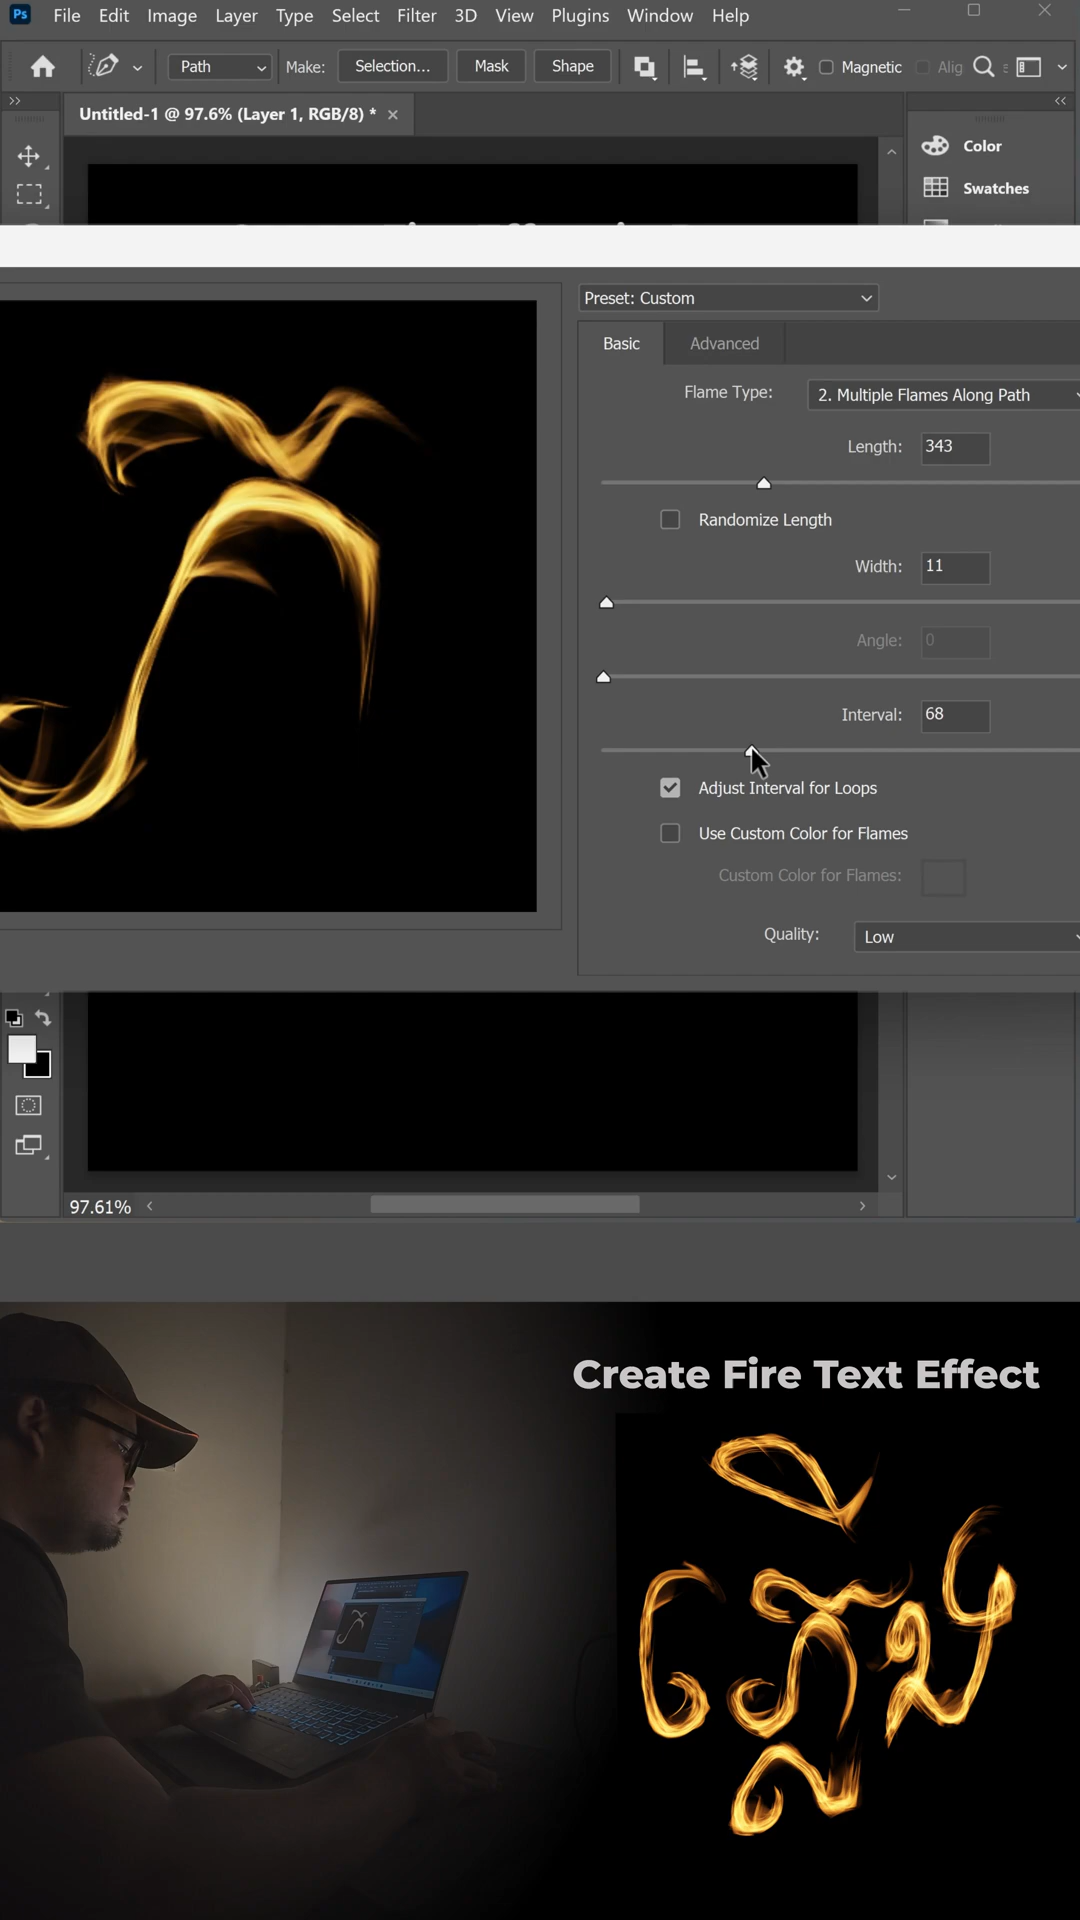 Ps File Edit Image Layer Type Select Filter 3D View Plugins Window Help
Path Make: Selection... Mask Shape Magnetic Alig
Untitled-1 @ 97.6% (Layer 1, RGB/8) *
Color
Swatches
Preset: Custom
Basic Advanced
Flame Type: 2. Multiple Flames Along Path
Length: 343
Randomize Length
Width: 11
Angle: 0
Interval: 68
Adjust Interval for Loops
Use Custom Color for Flames
Custom Color for Flames:
Quality: Low
97.61%
Create Fire Text Effect